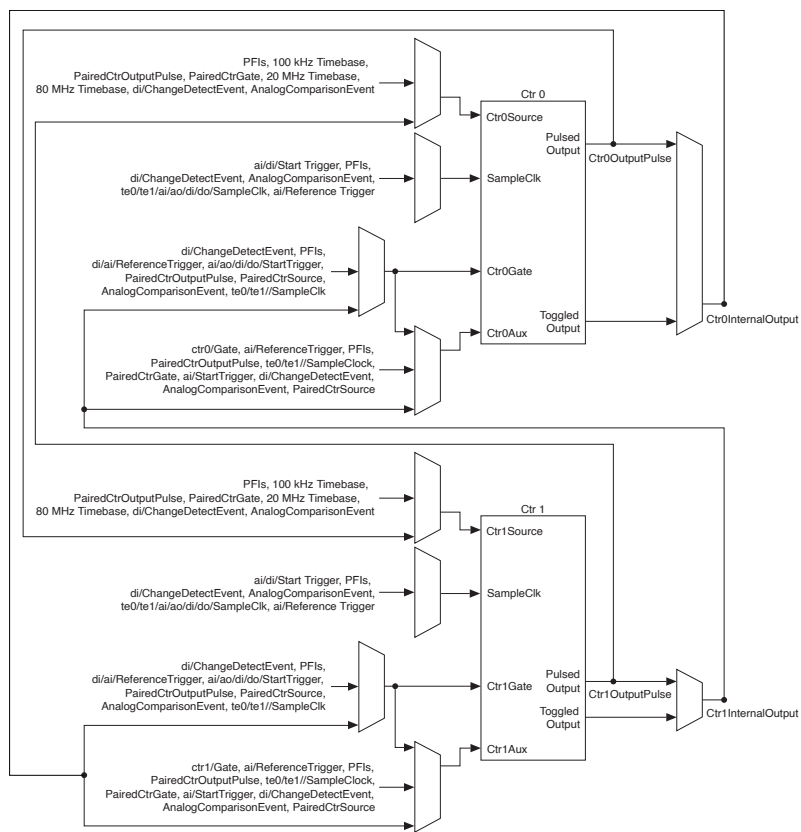 PFIs, 100 kHz Timebase,
PairedCtrOutputPulse, PairedCtrGate, 20 MHz Timebase,
80 MHz Timebase, di/ChangeDetectEvent, AnalogComparisonEvent
Ctr 0
Ctr0Source
Pulsed
Output
Ctr0OutputPulse
ai/di/Start Trigger, PFIs,
di/ChangeDetectEvent, AnalogComparisonEvent,
te0/te1/ai/ao/di/do/SampleClk, ai/Reference Trigger
SampleClk
di/ChangeDetectEvent, PFIs,
di/ai/ReferenceTrigger, ai/ao/di/do/StartTrigger,
PairedCtrOutputPulse, PairedCtrSource,
AnalogComparisonEvent, te0/te1//SampleClk
Ctr0Gate
Toggled
Output
Ctr0InternalOutput
Ctr0Aux
ctr0/Gate, ai/ReferenceTrigger, PFIs,
PairedCtrOutputPulse, te0/te1//SampleClock,
PairedCtrGate, ai/StartTrigger, di/ChangeDetectEvent,
AnalogComparisonEvent, PairedCtrSource
PFIs, 100 kHz Timebase,
PairedCtrOutputPulse, PairedCtrGate, 20 MHz Timebase,
80 MHz Timebase, di/ChangeDetectEvent, AnalogComparisonEvent
Ctr 1
Ctr1Source
ai/di/Start Trigger, PFIs,
di/ChangeDetectEvent, AnalogComparisonEvent,
te0/te1/ai/ao/di/do/SampleClk, ai/Reference Trigger
SampleClk
di/ChangeDetectEvent, PFIs,
di/ai/ReferenceTrigger, ai/ao/di/do/StartTrigger,
PairedCtrOutputPulse, PairedCtrSource,
AnalogComparisonEvent, te0/te1//SampleClk
Ctr1Gate
Pulsed
Output
Ctr1OutputPulse
Toggled
Output
Ctr1InternalOutput
Ctr1Aux
ctr1/Gate, ai/ReferenceTrigger, PFIs,
PairedCtrOutputPulse, te0/te1//SampleClock,
PairedCtrGate, ai/StartTrigger, di/ChangeDetectEvent,
AnalogComparisonEvent, PairedCtrSource